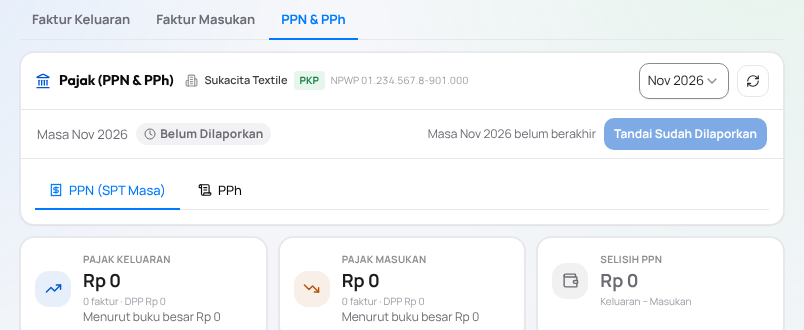 Faktur Keluaran Faktur Masukan PPN & PPh
Pajak (PPN & PPh) Sukacita Textile PKP NPWP 01.234.567.8-901.000 Nov 2026
Masa Nov 2026 Belum Dilaporkan Masa Nov 2026 belum berakhir Tandai Sudah Dilaporkan
PPN (SPT Masa) PPh
PAJAK KELUARAN
Rp 0
0 faktur · DPP Rp 0
Menurut buku besar Rp 0
PAJAK MASUKAN
Rp 0
0 faktur · DPP Rp 0
Menurut buku besar Rp 0
SELISIH PPN
Rp 0
Keluaran – Masukan